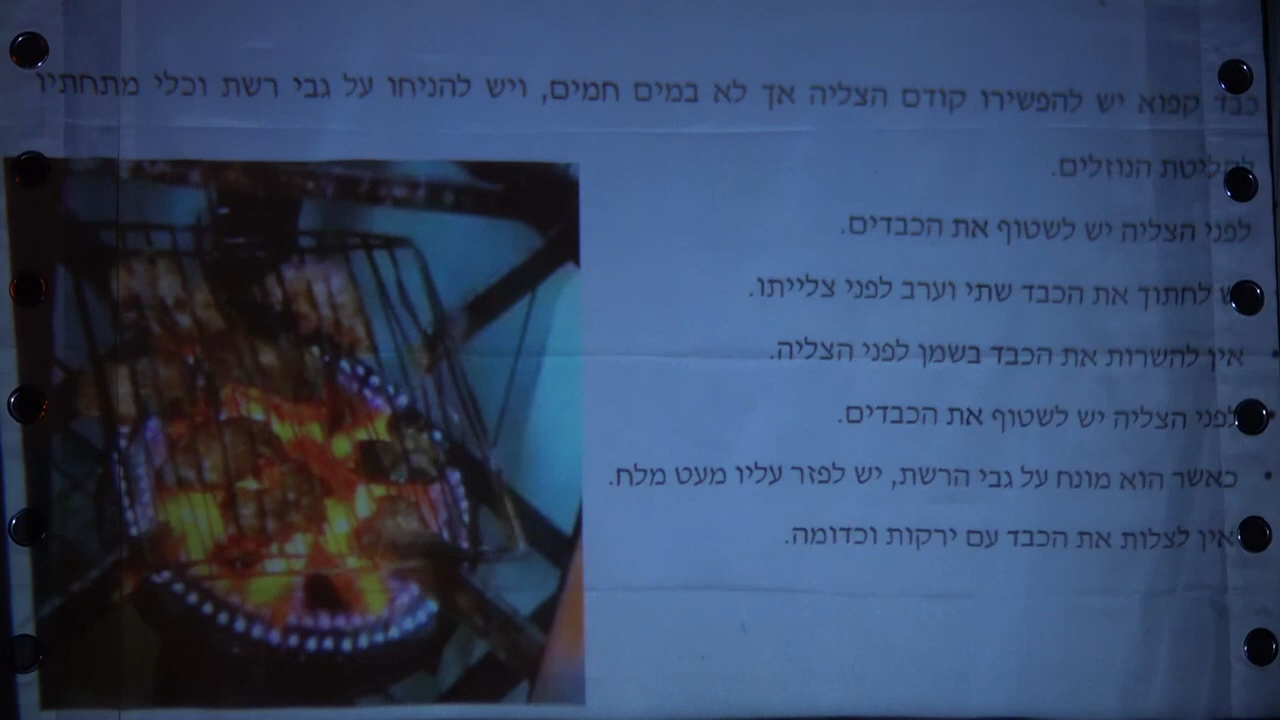 כבד קפוא יש להפשירו קודם הצליה אך לא במים חמים, ויש להניחו על גבי רשת וכלי מתחתיו
לקליטת הנוזלים.
לפני הצליה יש לשטוף את הכבדים.
יש לחתוך את הכבד שתי וערב לפני צלייתו.
• אין להשרות את הכבד בשמן לפני הצליה.
• לפני הצליה יש לשטוף את הכבדים.
• כאשר הוא מונח על גבי הרשת, יש לפזר עליו מעט מלח.
אין לצלות את הכבד עם ירקות וכדומה.